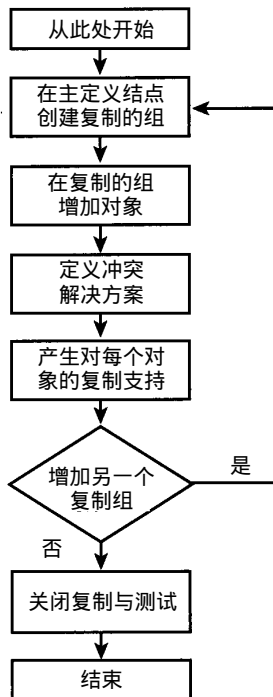 从此处开始
在主定义结点
创建复制的组
在复制的组
增加对象
定义冲突
解决方案
产生对每个对
象的复制支持
增加另一个
复制组
是
否
关闭复制与测试
结束